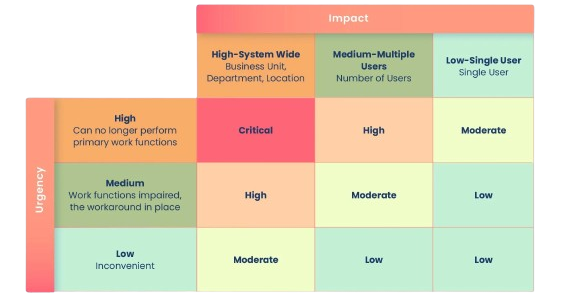 Impact
High-System Wide
Business Unit,
Department, Location
Medium-Multiple
Users
Number of Users
Low-Single User
Single User
Urgency
High
Can no longer perform
primary work functions
Critical
High
Moderate
Medium
Work functions impaired,
the workaround in place
High
Moderate
Low
Low
Inconvenient
Moderate
Low
Low